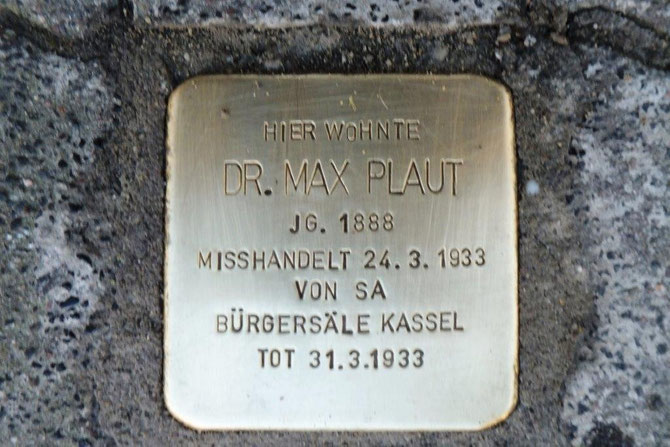 HIER WOHNTE
DR. MAX PLAUT
JG. 1888
MISSHANDELT 24.3.1933
VON SA
BÜRGERSÄLE KASSEL
TOT 31.3.1933